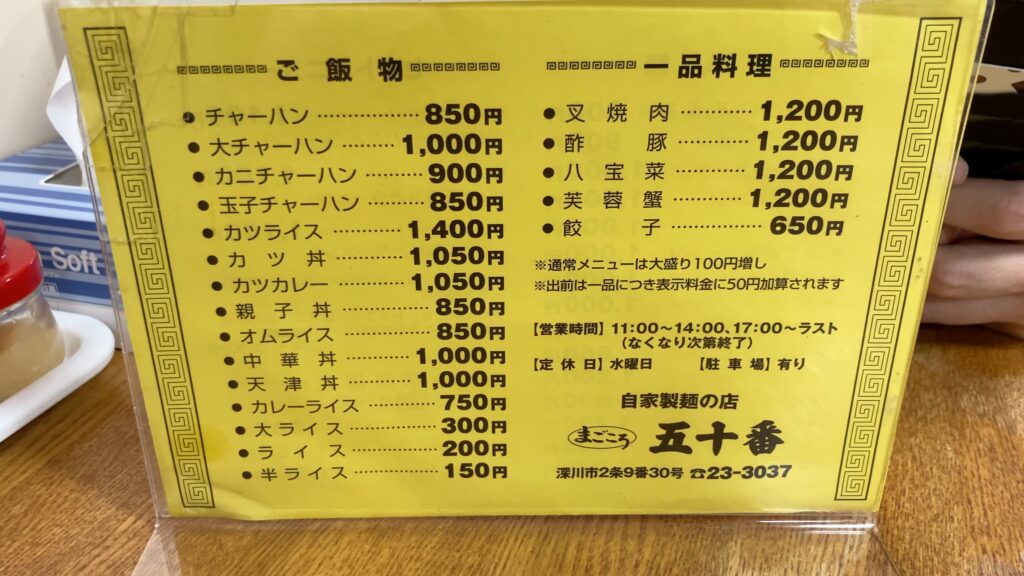 ご飯物
チャーハン 850円
大チャーハン 1,000円
カニチャーハン 900円
玉子チャーハン 850円
カツライス 1,400円
カツ丼 1,050円
カツカレー 1,050円
親子丼 850円
オムライス 850円
中華丼 1,000円
天津丼 1,000円
カレーライス 750円
大ライス 300円
ライス 200円
半ライス 150円
一品料理
叉焼肉 1,200円
酢豚 1,200円
八宝菜 1,200円
芙蓉蟹 1,200円
餃子 650円
※通常メニューは大盛り100円増し
※出前は一品につき表示料金に50円加算されます
【営業時間】11:00〜14:00、17:00〜ラスト
(なくなり次第終了)
【定休日】水曜日 【駐車場】有り
自家製麺の店
まごころ 五十番
深川市2条9番30号 ☎23-3037
Soft